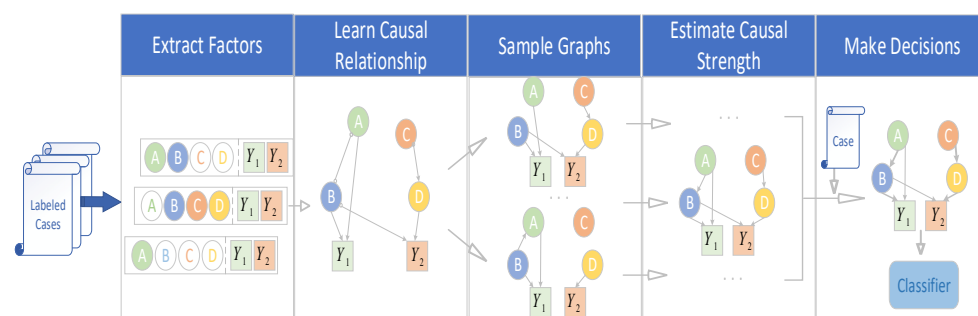 Extract Factors
Learn Causal
Relationship
Sample Graphs
Estimate Causal
Strength
Make Decisions
Labeled
Cases
A B C D Y1 Y2
A B C D Y1 Y2
A B C D Y1 Y2
A
C
B
D
Y1 Y2
A C
B D
Y1 Y2
...
A C
B D
Y1 Y2
...
A C
B D
Y1 Y2
...
Case
A C
B D
Y1 Y2
Classifier